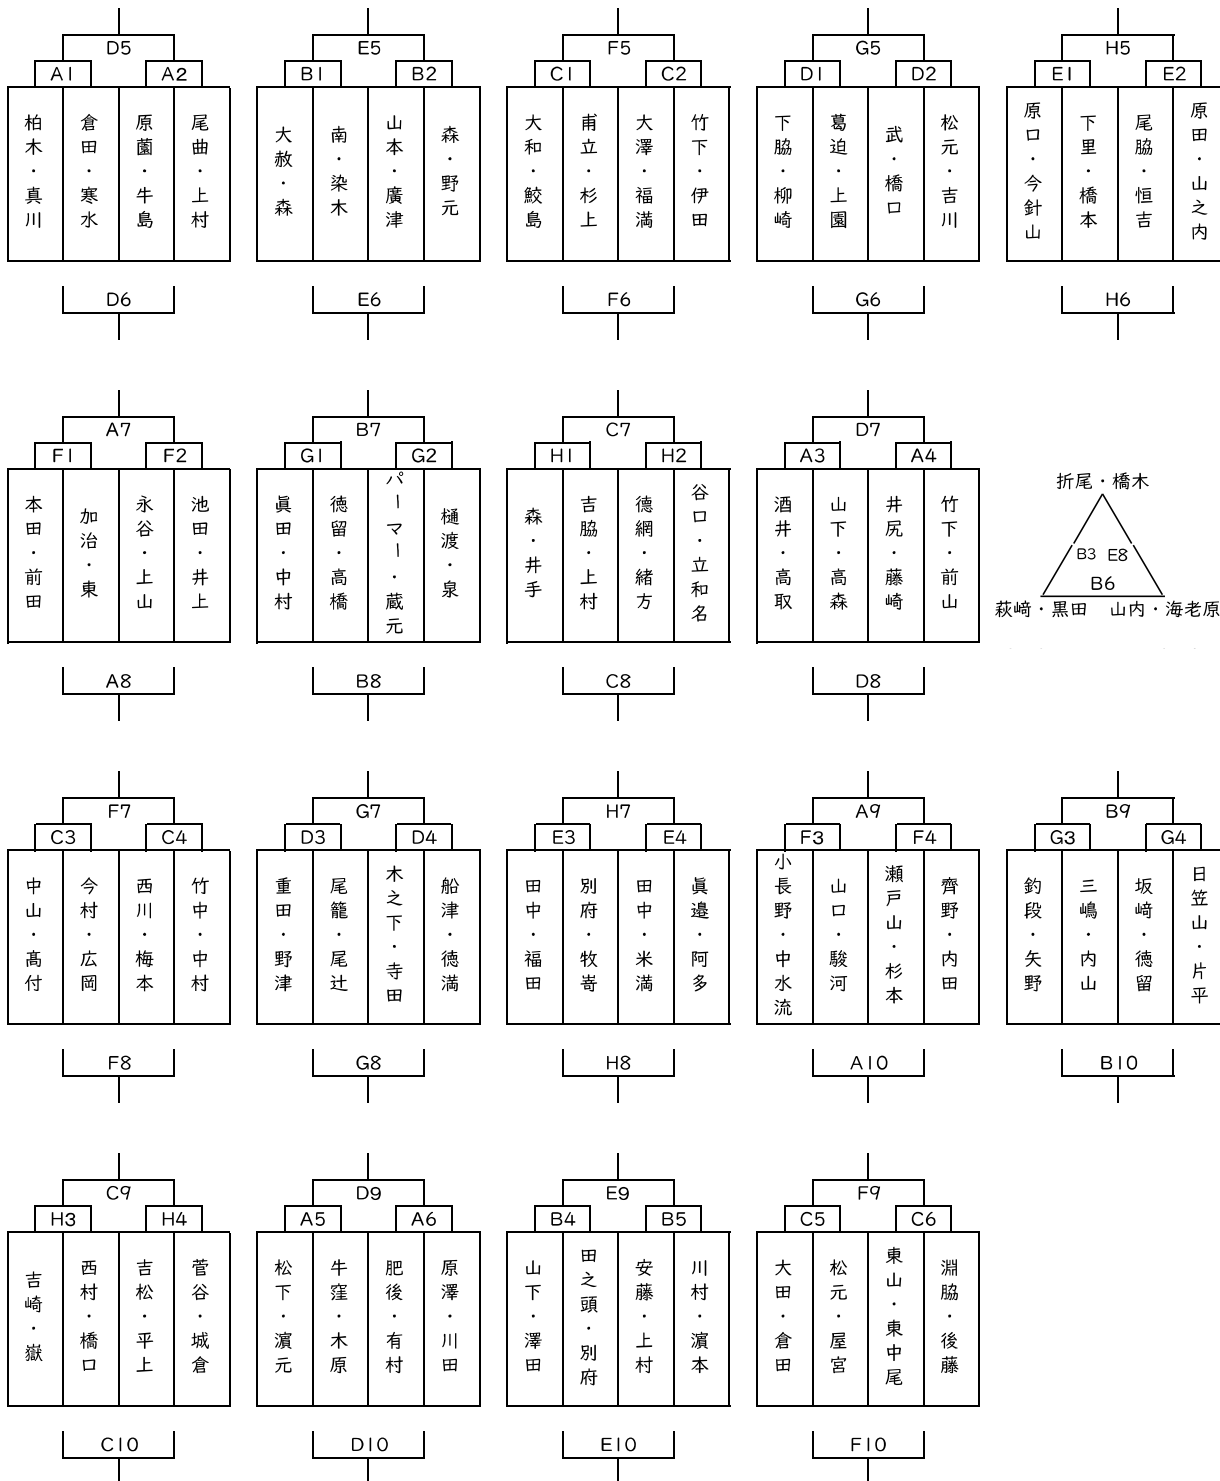 D5
A1 A2
柏木・真川
倉田・寒水
原薗・牛島
尾曲・上村
D6
E5
B1 B2
大赦・森
南・染木
山本・廣津
森・野元
E6
F5
C1 C2
大和・鮫島
甫立・杉上
大澤・福満
竹下・伊田
F6
G5
D1 D2
下脇・柳崎
葛迫・上園
武・橋口
松元・吉川
G6
H5
E1 E2
原口・今針山
下里・橋本
尾脇・恒吉
原田・山之内
H6
A7
F1 F2
本田・前田
加治・東
永谷・上山
池田・井上
A8
B7
G1 G2
眞田・中村
徳留・高橋
パーマー・蔵元
樋渡・泉
B8
C7
H1 H2
森・井手
吉脇・上村
德網・緒方
谷口・立和名
C8
D7
A3 A4
酒井・高取
山下・高森
井尻・藤崎
竹下・前山
D8
折尾・橋木
B3 E8
B6
萩﨑・黒田 山内・海老原
F7
C3 C4
中山・髙付
今村・広岡
西川・梅本
竹中・中村
F8
G7
D3 D4
重田・野津
尾籠・尾辻
木之下・寺田
船津・徳満
G8
H7
E3 E4
田中・福田
別府・牧嵜
田中・米満
眞邉・阿多
H8
A9
F3 F4
小長野・中水流
山口・駿河
瀬戸山・杉本
齊野・内田
A10
B9
G3 G4
釣段・矢野
三嶋・内山
坂﨑・徳留
日笠山・片平
B10
C9
H3 H4
吉崎・嶽
西村・橋口
吉松・平上
菅谷・城倉
C10
D9
A5 A6
松下・濵元
牛窪・木原
肥後・有村
原澤・川田
D10
E9
B4 B5
山下・澤田
田之頭・別府
安藤・上村
川村・濵本
E10
F9
C5 C6
大田・倉田
松元・屋宮
東山・東中尾
淵脇・後藤
F10